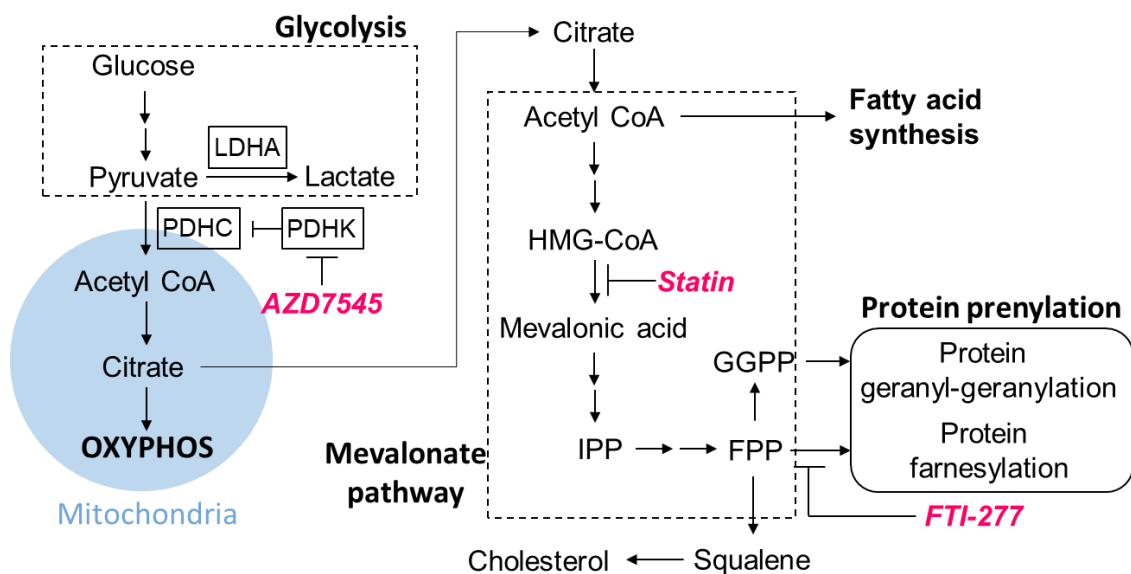 Glycolysis
Glucose
LDHA
Pyruvate
Lactate
PDHC
PDHK
Acetyl CoA
AZD7545
Citrate
OXYPHOS
Mitochondria
Citrate
Acetyl CoA
Fatty acid
synthesis
HMG-CoA
Statin
Mevalonic acid
Protein prenylation
GGPP
Protein
geranyl-geranylation
IPP
FPP
Protein
farnesylation
Mevalonate
pathway
FTI-277
Cholesterol
Squalene